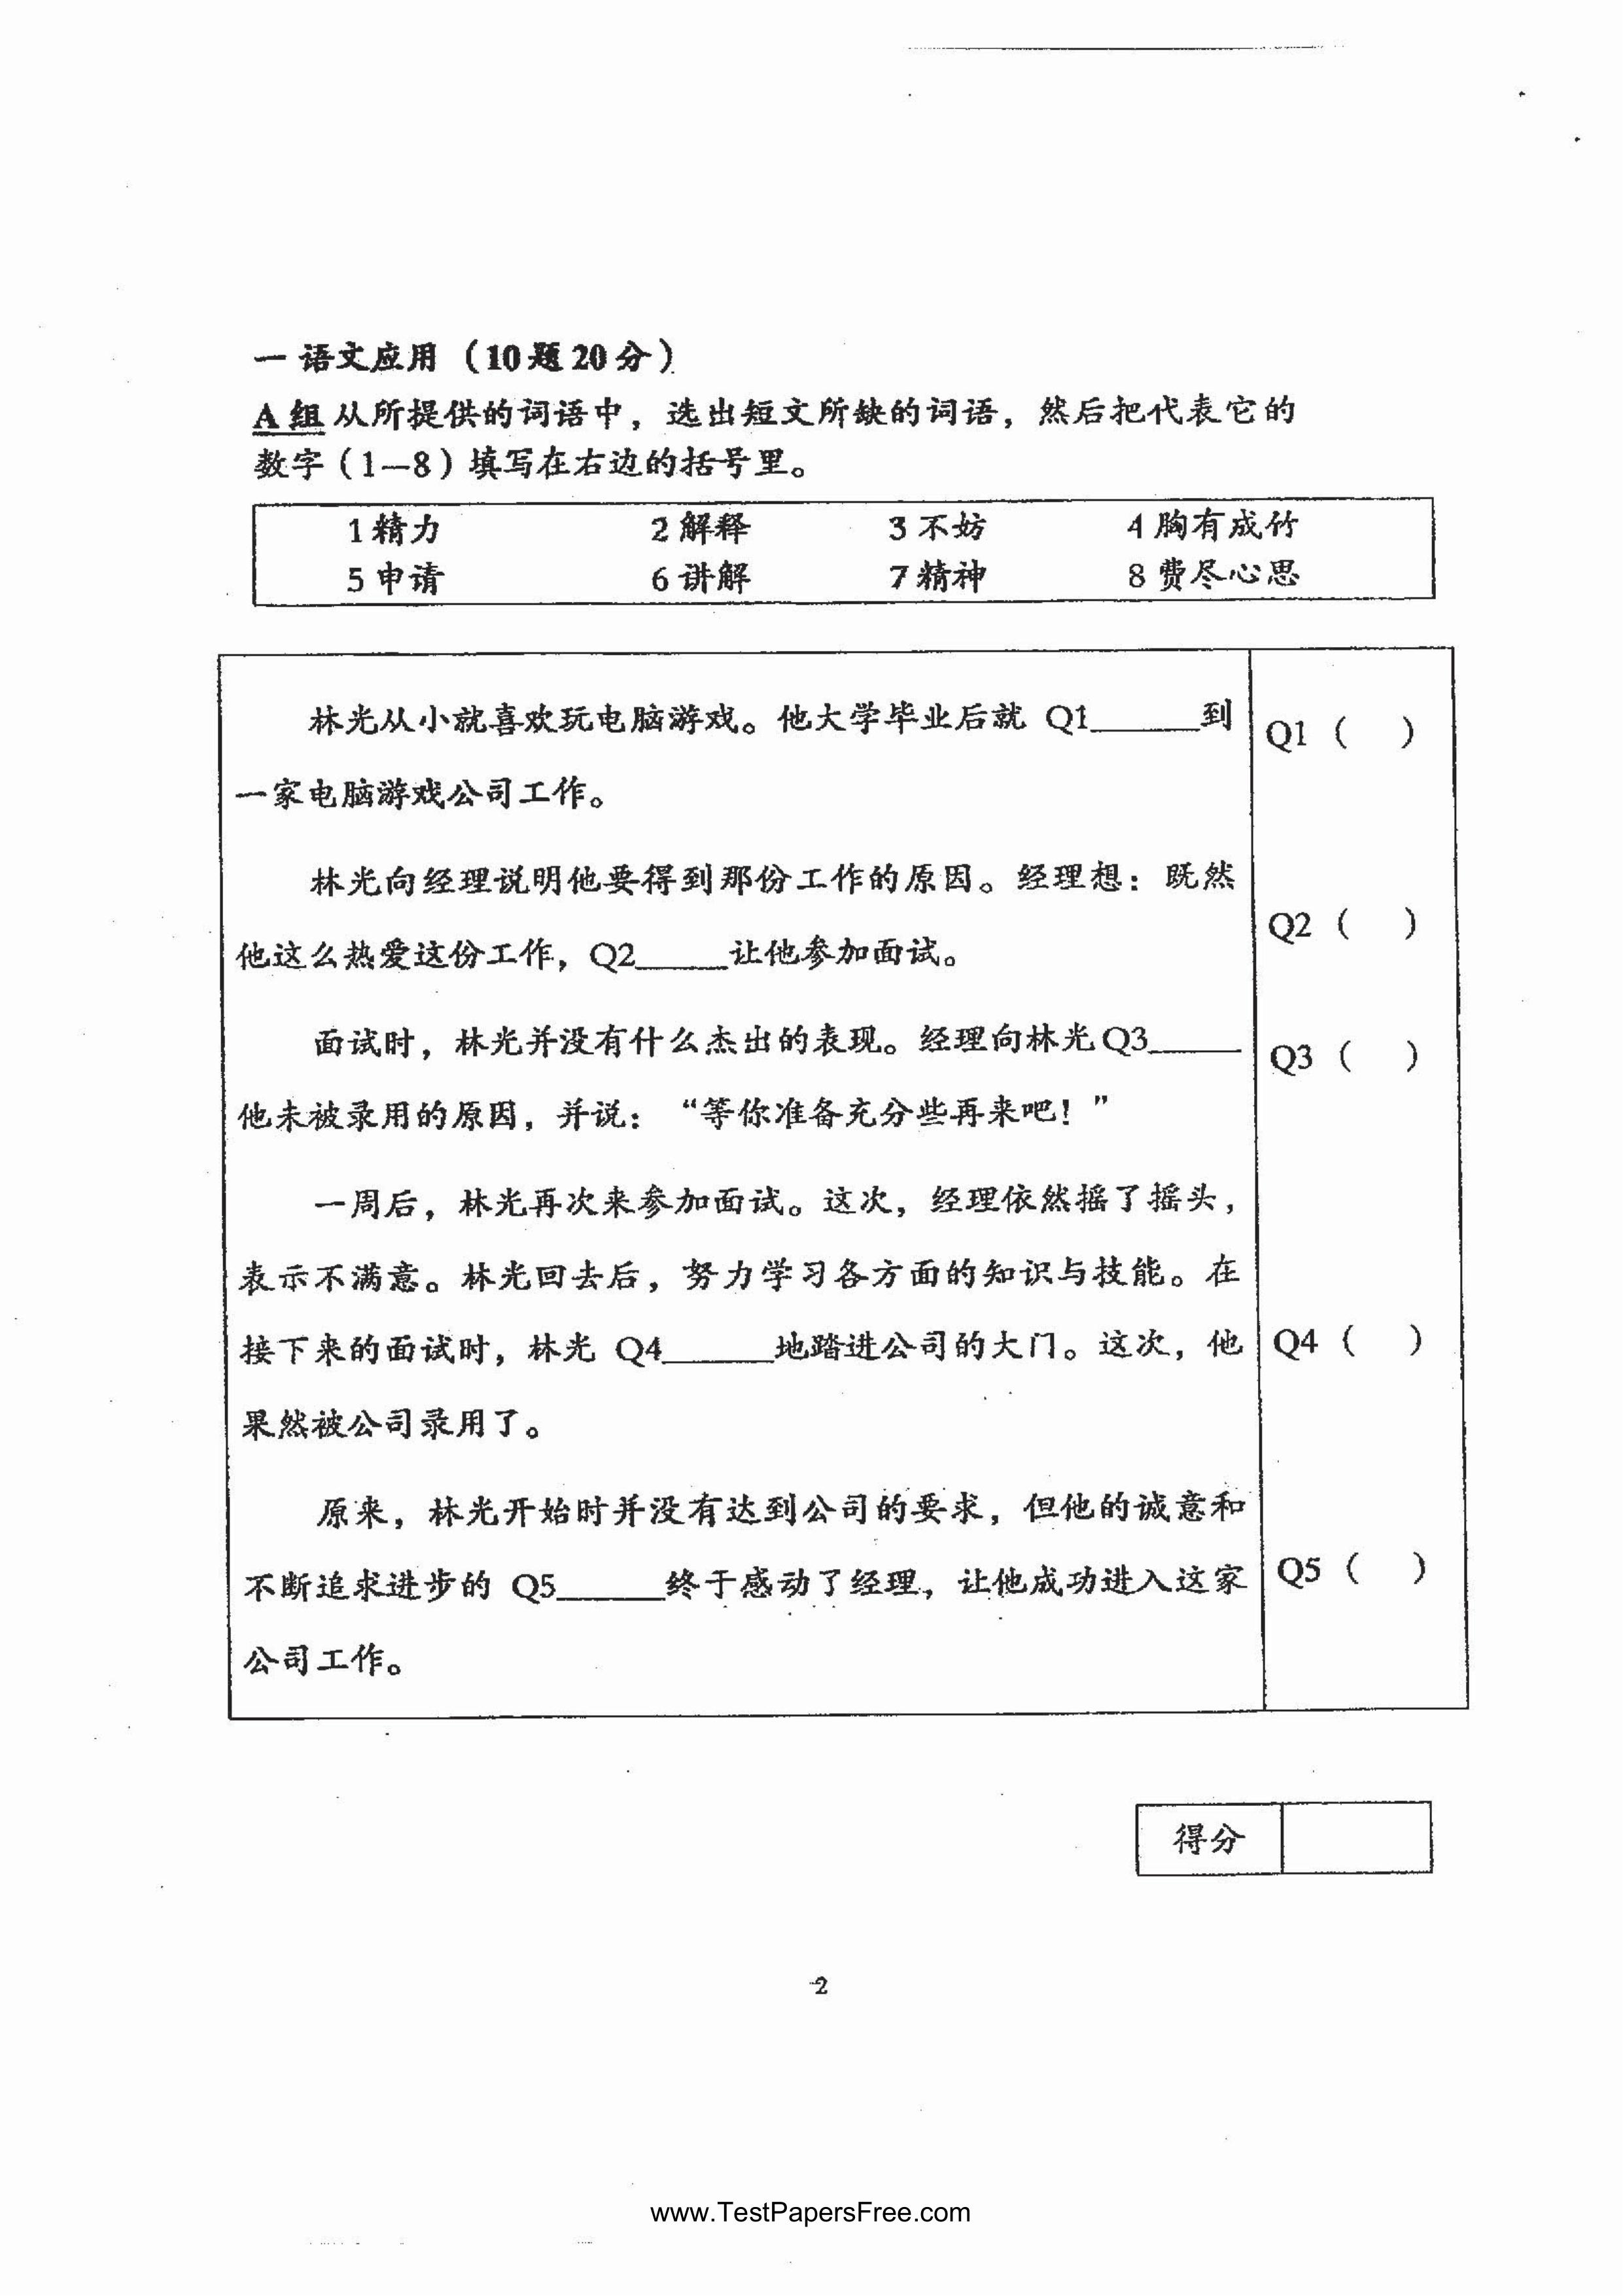 一 语文应用（10题20分）
A组 从所提供的词语中，选出短文所缺的词语，然后把代表它的
数字（1—8）填写在右边的括号里。
1 精力 2 解释 3 不妨 4 胸有成竹
5 申请 6 讲解 7 精神 8 费尽心思
林光从小就喜欢玩电脑游戏。他大学毕业后就 Q1______到
一家电脑游戏公司工作。
Q1（ ）
林光向经理说明他要得到那份工作的原因。经理想：既然
他这么热爱这份工作，Q2_____让他参加面试。
Q2（ ）
面试时，林光并没有什么杰出的表现。经理向林光Q3_____
他未被录用的原因，并说：“等你准备充分些再来吧！”
Q3（ ）
一周后，林光再次来参加面试。这次，经理依然摇了摇头，
表示不满意。林光回去后，努力学习各方面的知识与技能。在
接下来的面试时，林光 Q4______地踏进公司的大门。这次，他
果然被公司录用了。
Q4（ ）
原来，林光开始时并没有达到公司的要求，但他的诚意和
不断追求进步的 Q5______终于感动了经理，让他成功进入这家
公司工作。
Q5（ ）
得分
2
www.TestPapersFree.com